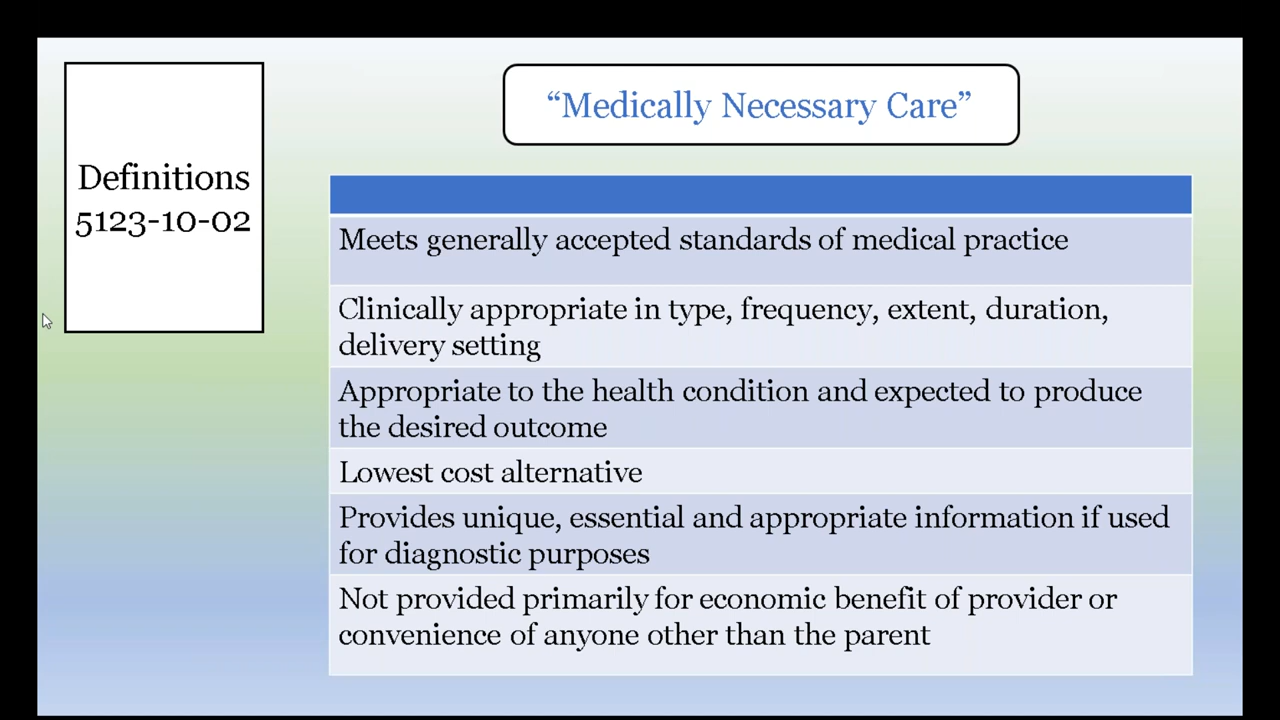 Definitions
5123-10-02
“Medically Necessary Care”
Meets generally accepted standards of medical practice
Clinically appropriate in type, frequency, extent, duration,
delivery setting
Appropriate to the health condition and expected to produce
the desired outcome
Lowest cost alternative
Provides unique, essential and appropriate information if used
for diagnostic purposes
Not provided primarily for economic benefit of provider or
convenience of anyone other than the parent